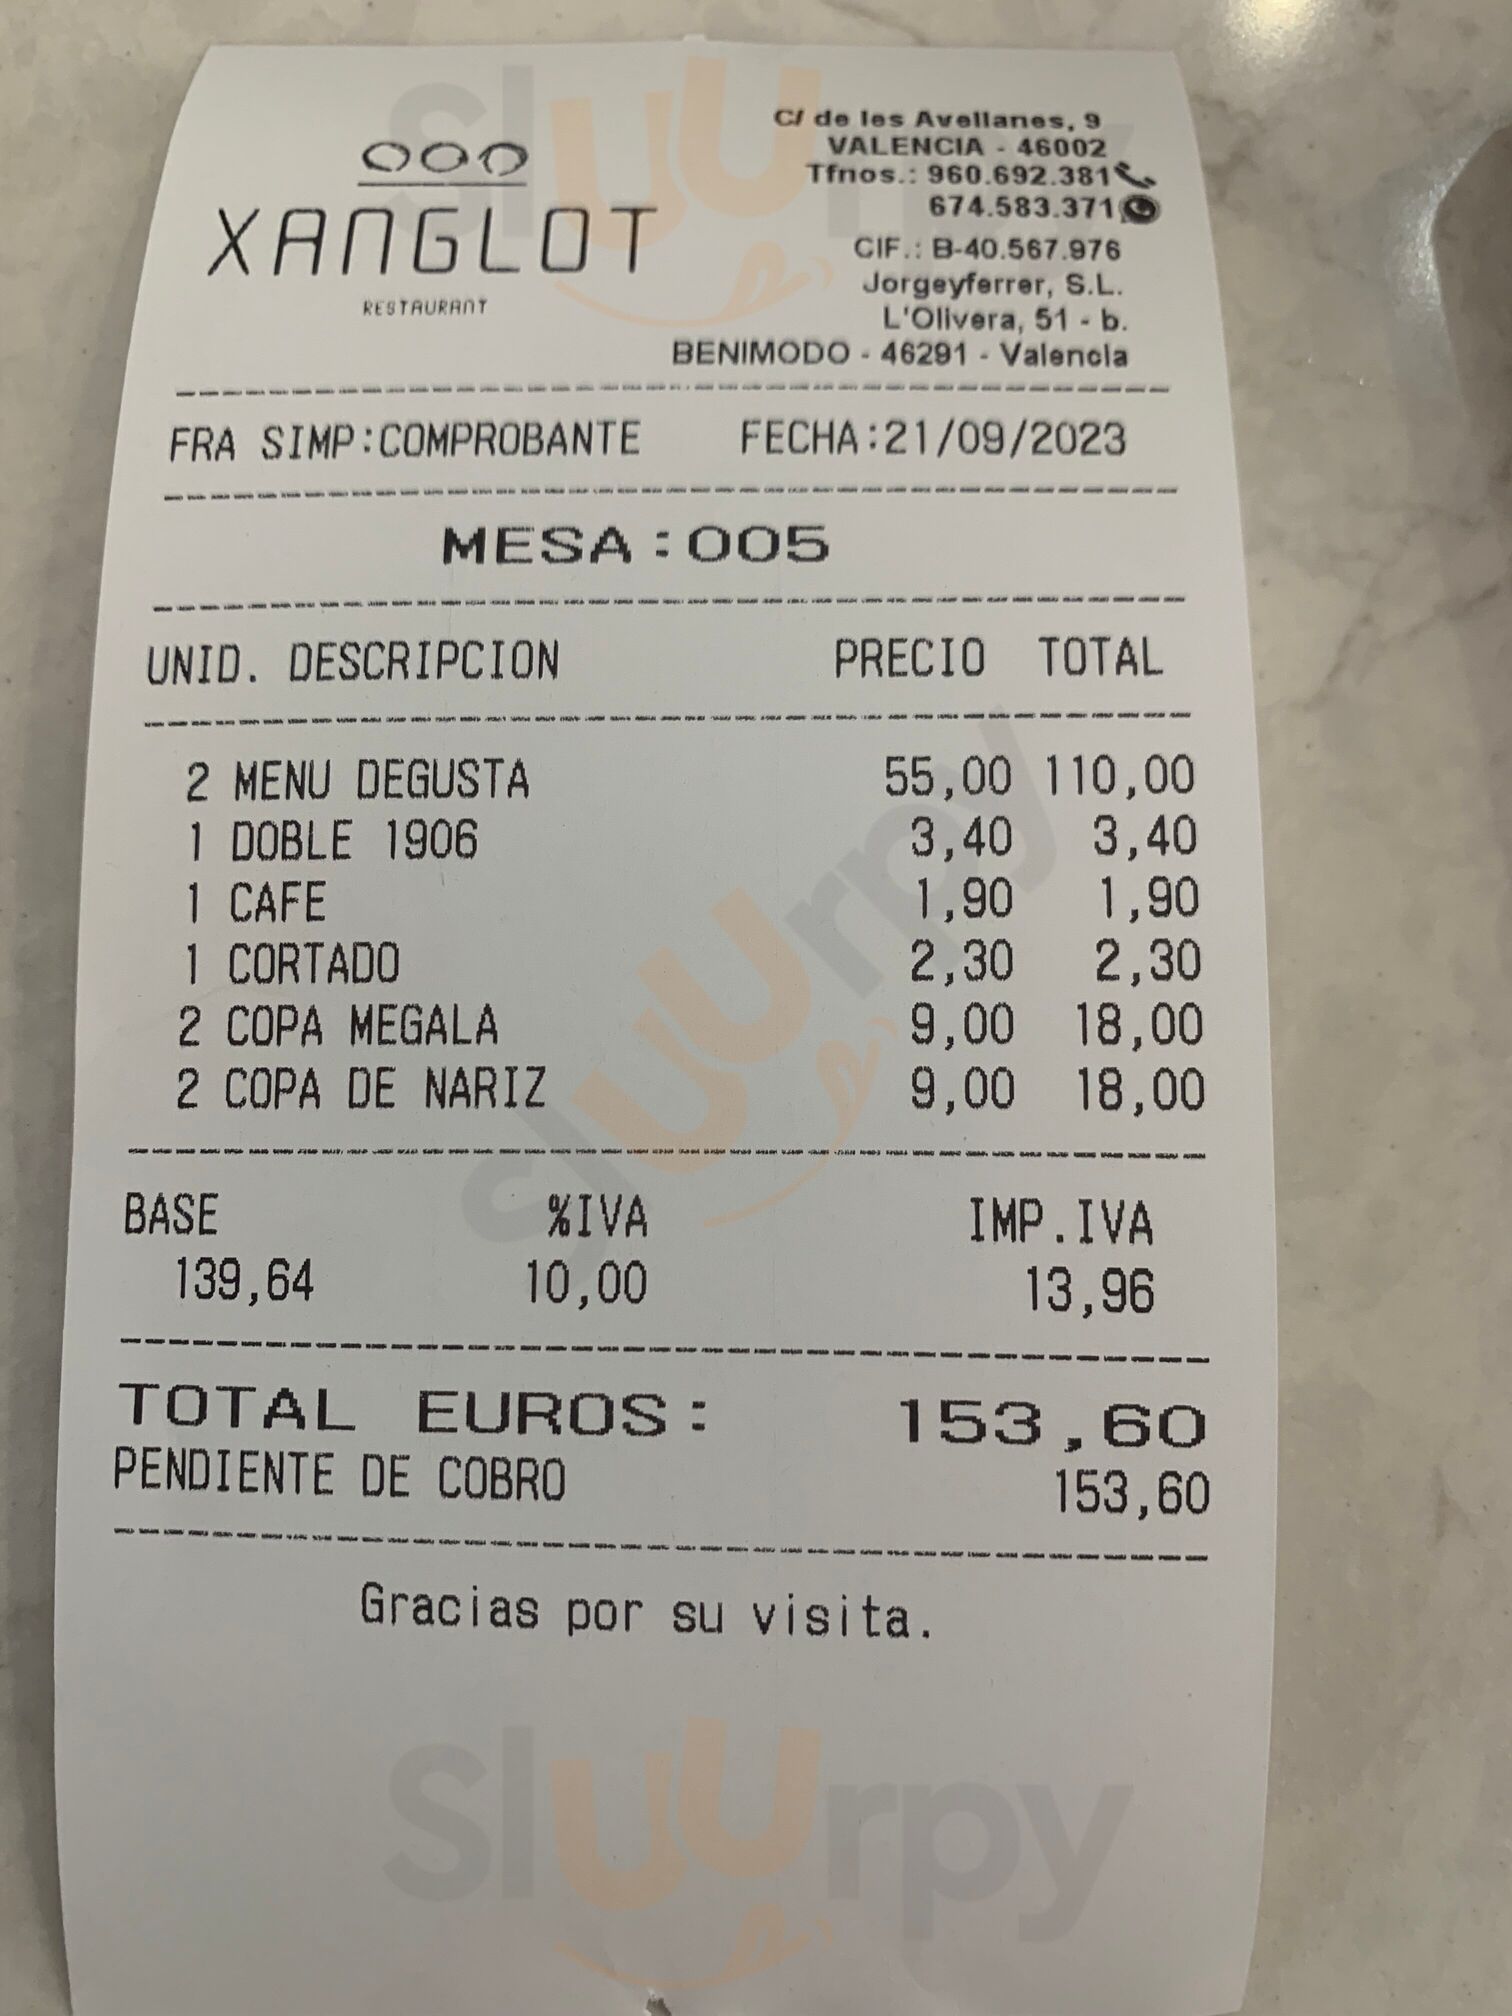 C/ de les Avellanes, 9
VALENCIA - 46002
Tfnos.: 960.692.381
674.583.371
XANGLOT
RESTAURANT
CIF.: B-40.567.976
Jorgeyferrer, S.L.
L'Olivera, 51 - b.
BENIMODO - 46291 - Valencia
FRA SIMP:COMPROBANTE FECHA:21/09/2023
MESA:005
UNID. DESCRIPCION PRECIO TOTAL
2 MENU DEGUSTA 55,00 110,00
1 DOBLE 1906 3,40 3,40
1 CAFE 1,90 1,90
1 CORTADO 2,30 2,30
2 COPA MEGALA 9,00 18,00
2 COPA DE NARIZ 9,00 18,00
BASE %IVA IMP.IVA
139,64 10,00 13,96
TOTAL EUROS: 153,60
PENDIENTE DE COBRO 153,60
Gracias por su visita.
sluurpy
sluurpy
sluurpy